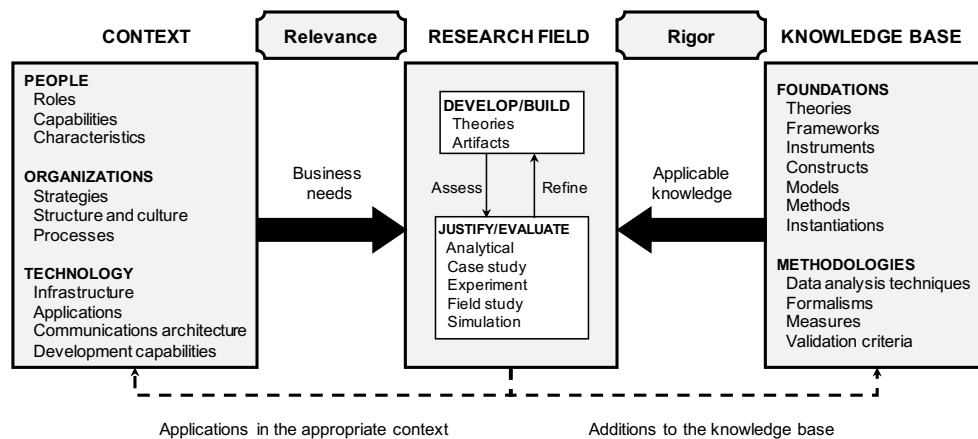 CONTEXT
Relevance
RESEARCH FIELD
Rigor
KNOWLEDGE BASE
PEOPLE
Roles
Capabilities
Characteristics
ORGANIZATIONS
Strategies
Structure and culture
Processes
TECHNOLOGY
Infrastructure
Applications
Communications architecture
Development capabilities
Business
needs
DEVELOP/BUILD
Theories
Artifacts
Assess
Refine
JUSTIFY/EVALUATE
Analytical
Case study
Experiment
Field study
Simulation
Applicable
knowledge
FOUNDATIONS
Theories
Frameworks
Instruments
Constructs
Models
Methods
Instantiations
METHODOLOGIES
Data analysis techniques
Formalisms
Measures
Validation criteria
Applications in the appropriate context
Additions to the knowledge base